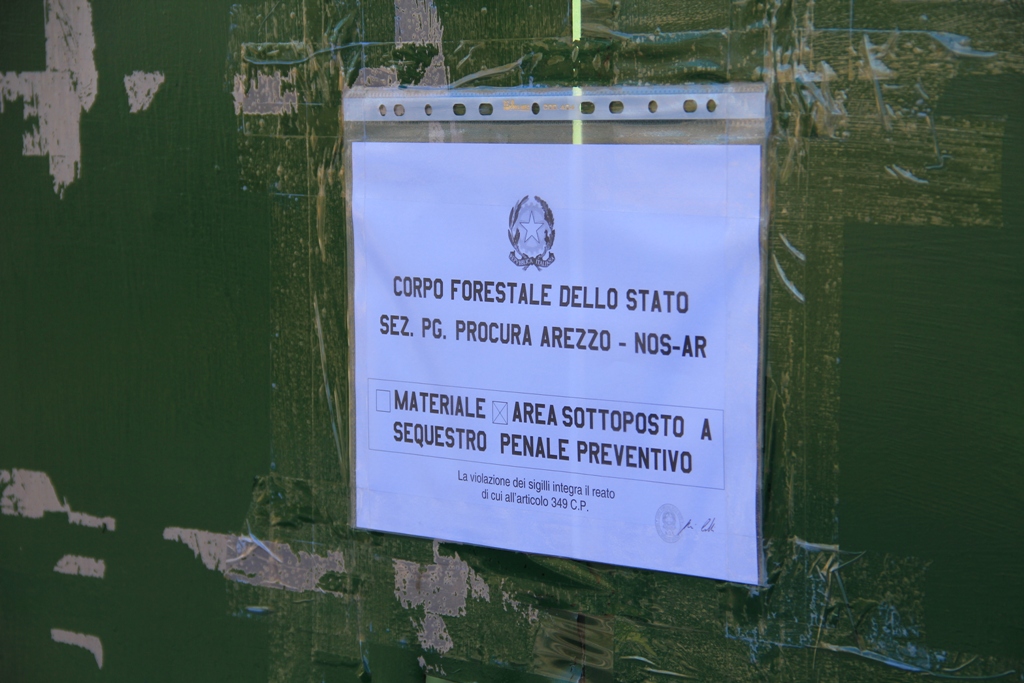 CORPO FORESTALE DELLO STATO
SEZ. PG. PROCURA AREZZO - NOS-AR
MATERIALE AREA SOTTOPOSTO A
SEQUESTRO PENALE PREVENTIVO
La violazione dei sigilli integra il reato
di cui all'articolo 349 C.P.